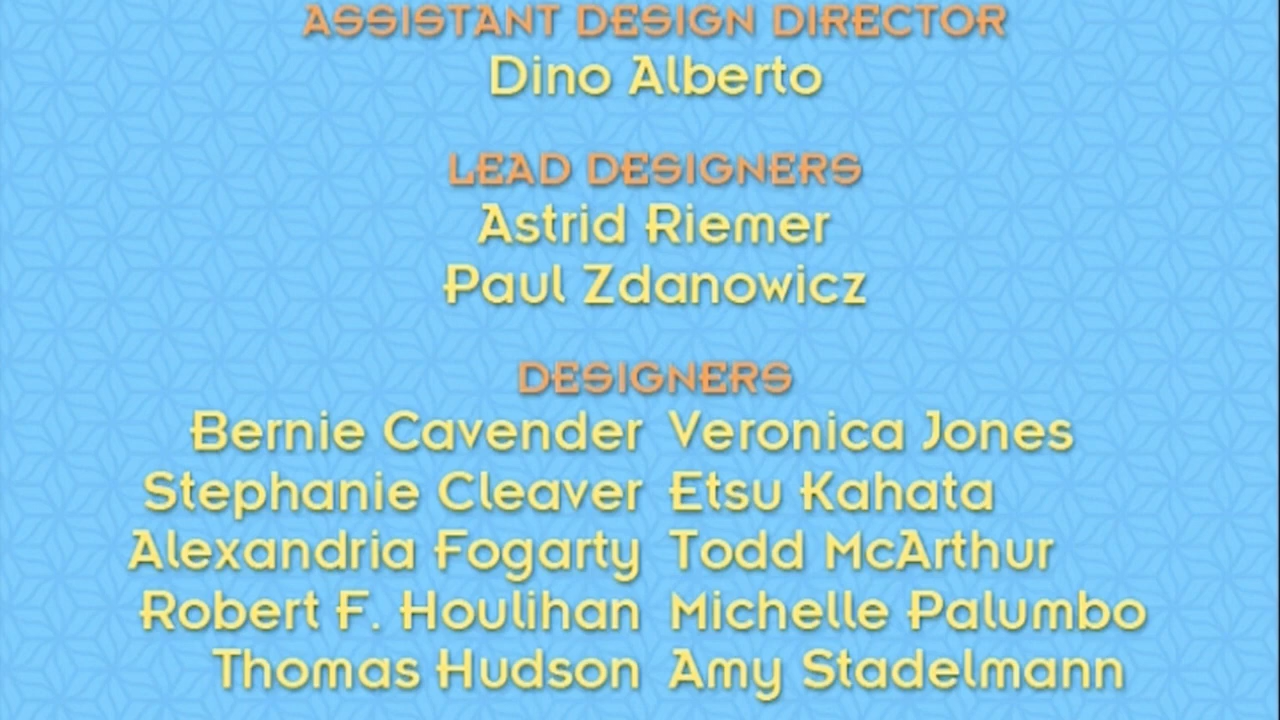 ASSISTANT DESIGN DIRECTOR
Dino Alberto
LEAD DESIGNERS
Astrid Riemer
Paul Zdanowicz
DESIGNERS
Bernie Cavender Veronica Jones
Stephanie Cleaver Etsu Kahata
Alexandria Fogarty Todd McArthur
Robert F. Houlihan Michelle Palumbo
Thomas Hudson Amy Stadelmann